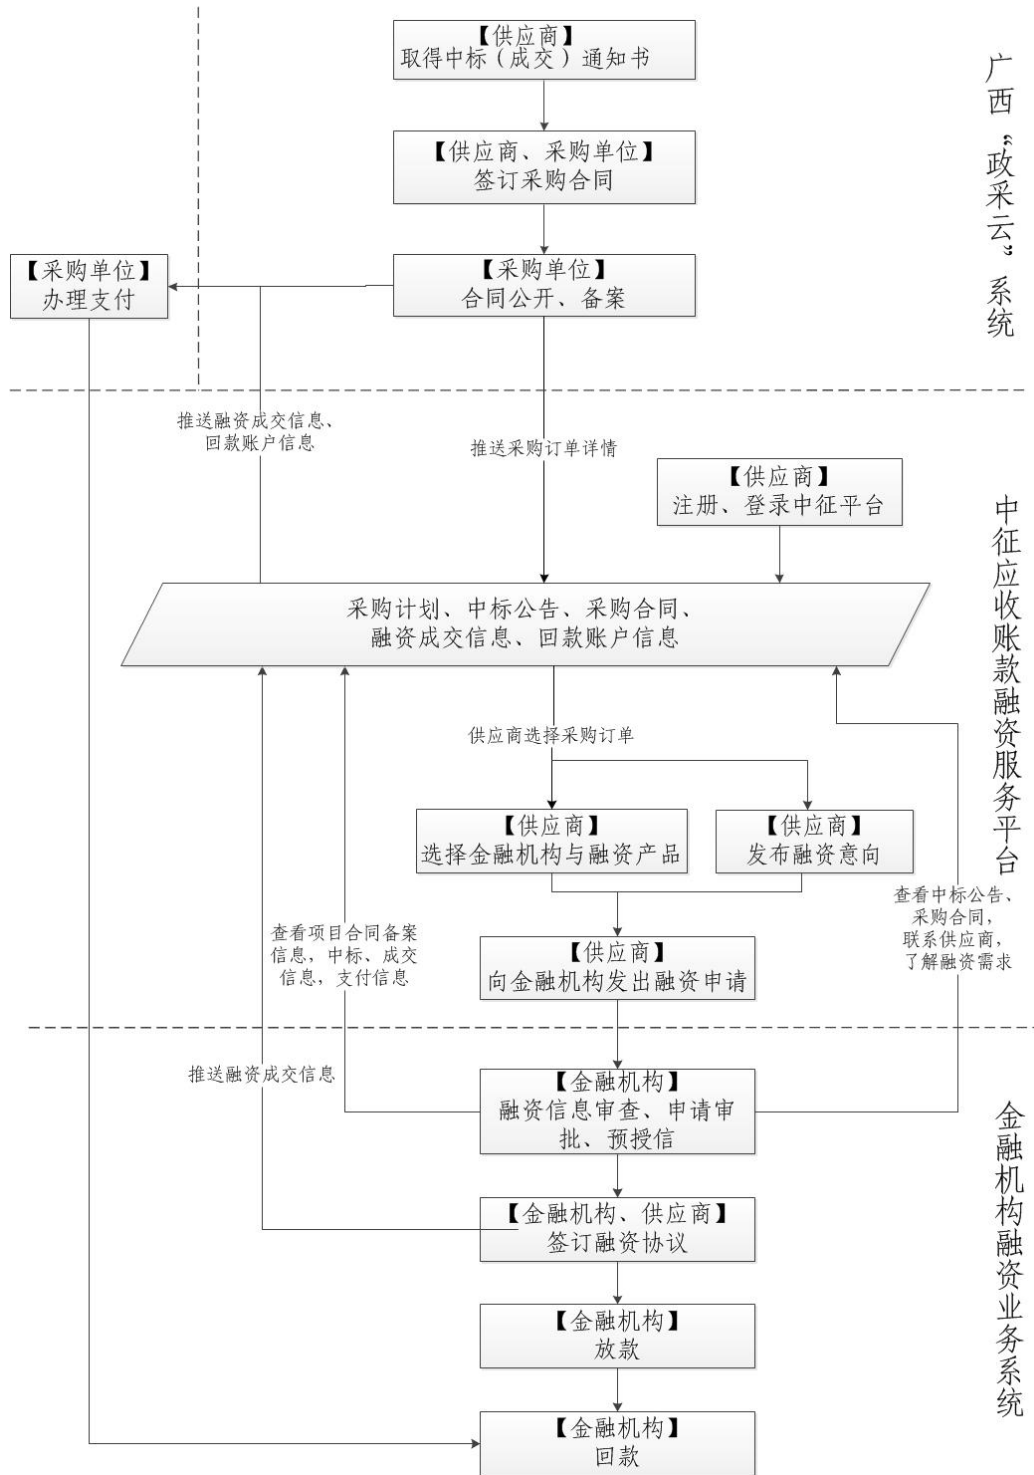 【供应商】
取得中标（成交）通知书
广西“政采云”系统
【供应商、采购单位】
签订采购合同
【采购单位】
办理支付
【采购单位】
合同公开、备案
推送融资成交信息、
回款账户信息
推送采购订单详情
【供应商】
注册、登录中征平台
中征应收账款融资服务平台
采购计划、中标公告、采购合同、
融资成交信息、回款账户信息
供应商选择采购订单
【供应商】
选择金融机构与融资产品
【供应商】
发布融资意向
查看项目合同备案
信息，中标、成交
信息，支付信息
查看中标公告、
采购合同，
联系供应商，
了解融资需求
【供应商】
向金融机构发出融资申请
推送融资成交信息
【金融机构】
融资信息审查、申请审
批、预授信
金融机构融资业务系统
【金融机构、供应商】
签订融资协议
【金融机构】
放款
【金融机构】
回款